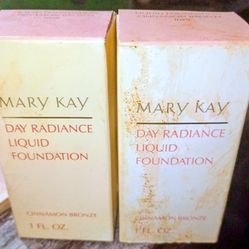 MARY KAY
DAY RADIANCE
LIQUID
FOUNDATION
CINNAMON BRONZE
1 FL. OZ.
MARY KAY
DAY RADIANCE
LIQUID
FOUNDATION
CINNAMON BRONZE
1 FL. OZ.